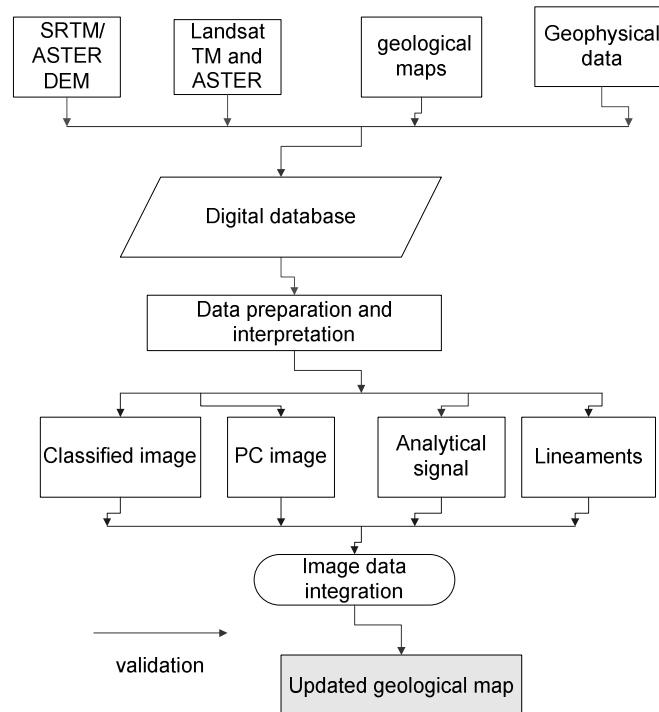 SRTM/
ASTER
DEM
Landsat
TM and
ASTER
geological
maps
Geophysical
data
Digital database
Data preparation and
interpretation
Classified image
PC image
Analytical
signal
Lineaments
Image data
integration
validation
Updated geological map